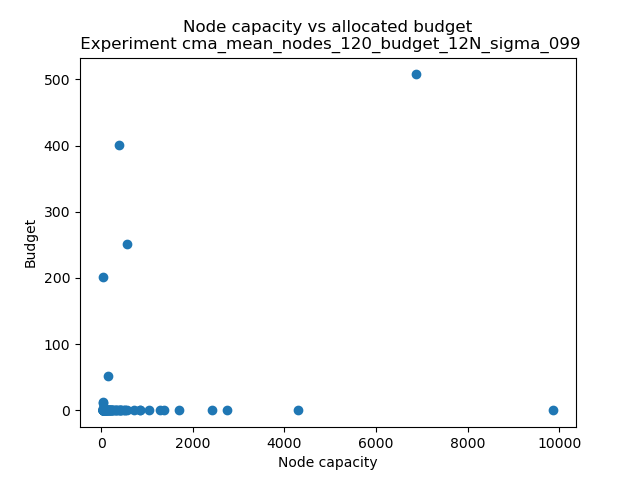 Node capacity vs allocated budget
Experiment cma_mean_nodes_120_budget_12N_sigma_099
500
400
300
200
100
0
Budget
0 2000 4000 6000 8000 10000
Node capacity